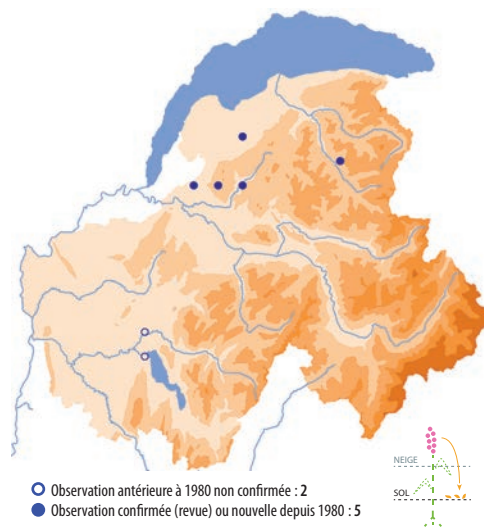 NEIGE
SOL
Observation antérieure à 1980 non confirmée : 2
Observation confirmée (revue) ou nouvelle depuis 1980 : 5